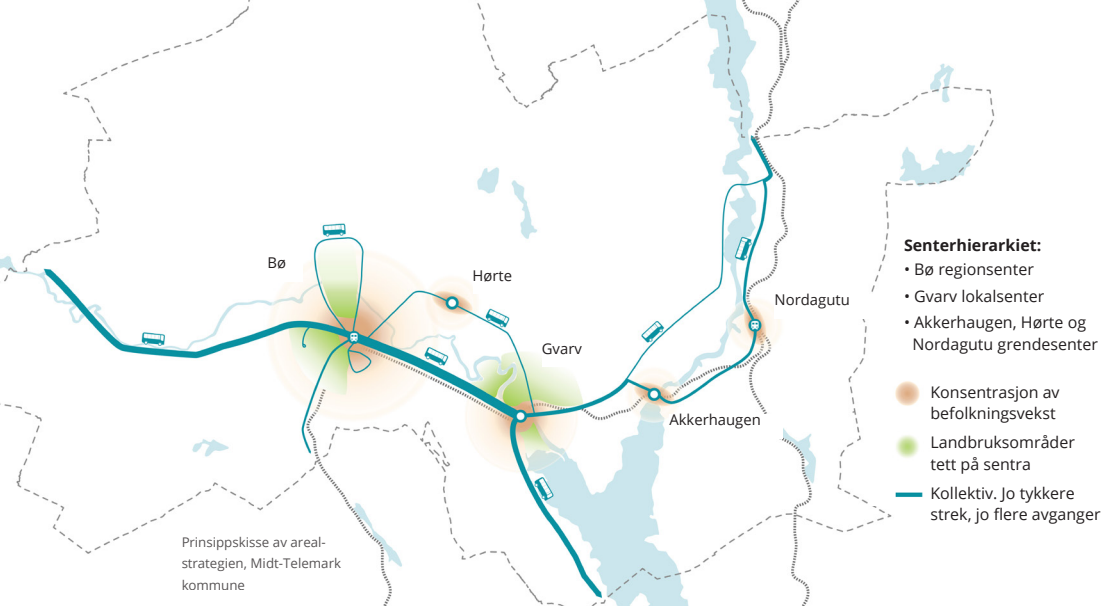 Bø
Hørte
Nordagutu
Gvarv
Akkerhaugen
Senterhierarkiet:
• Bø regionsenter
• Gvarv lokalsenter
• Akkerhaugen, Hørte og
Nordagutu grendesenter
Konsentrasjon av
befolkningsvekst
Landbruksområder
tett på sentra
Kollektiv. Jo tykkere
strek, jo flere avganger
Prinsippskisse av areal-
strategien, Midt-Telemark
kommune